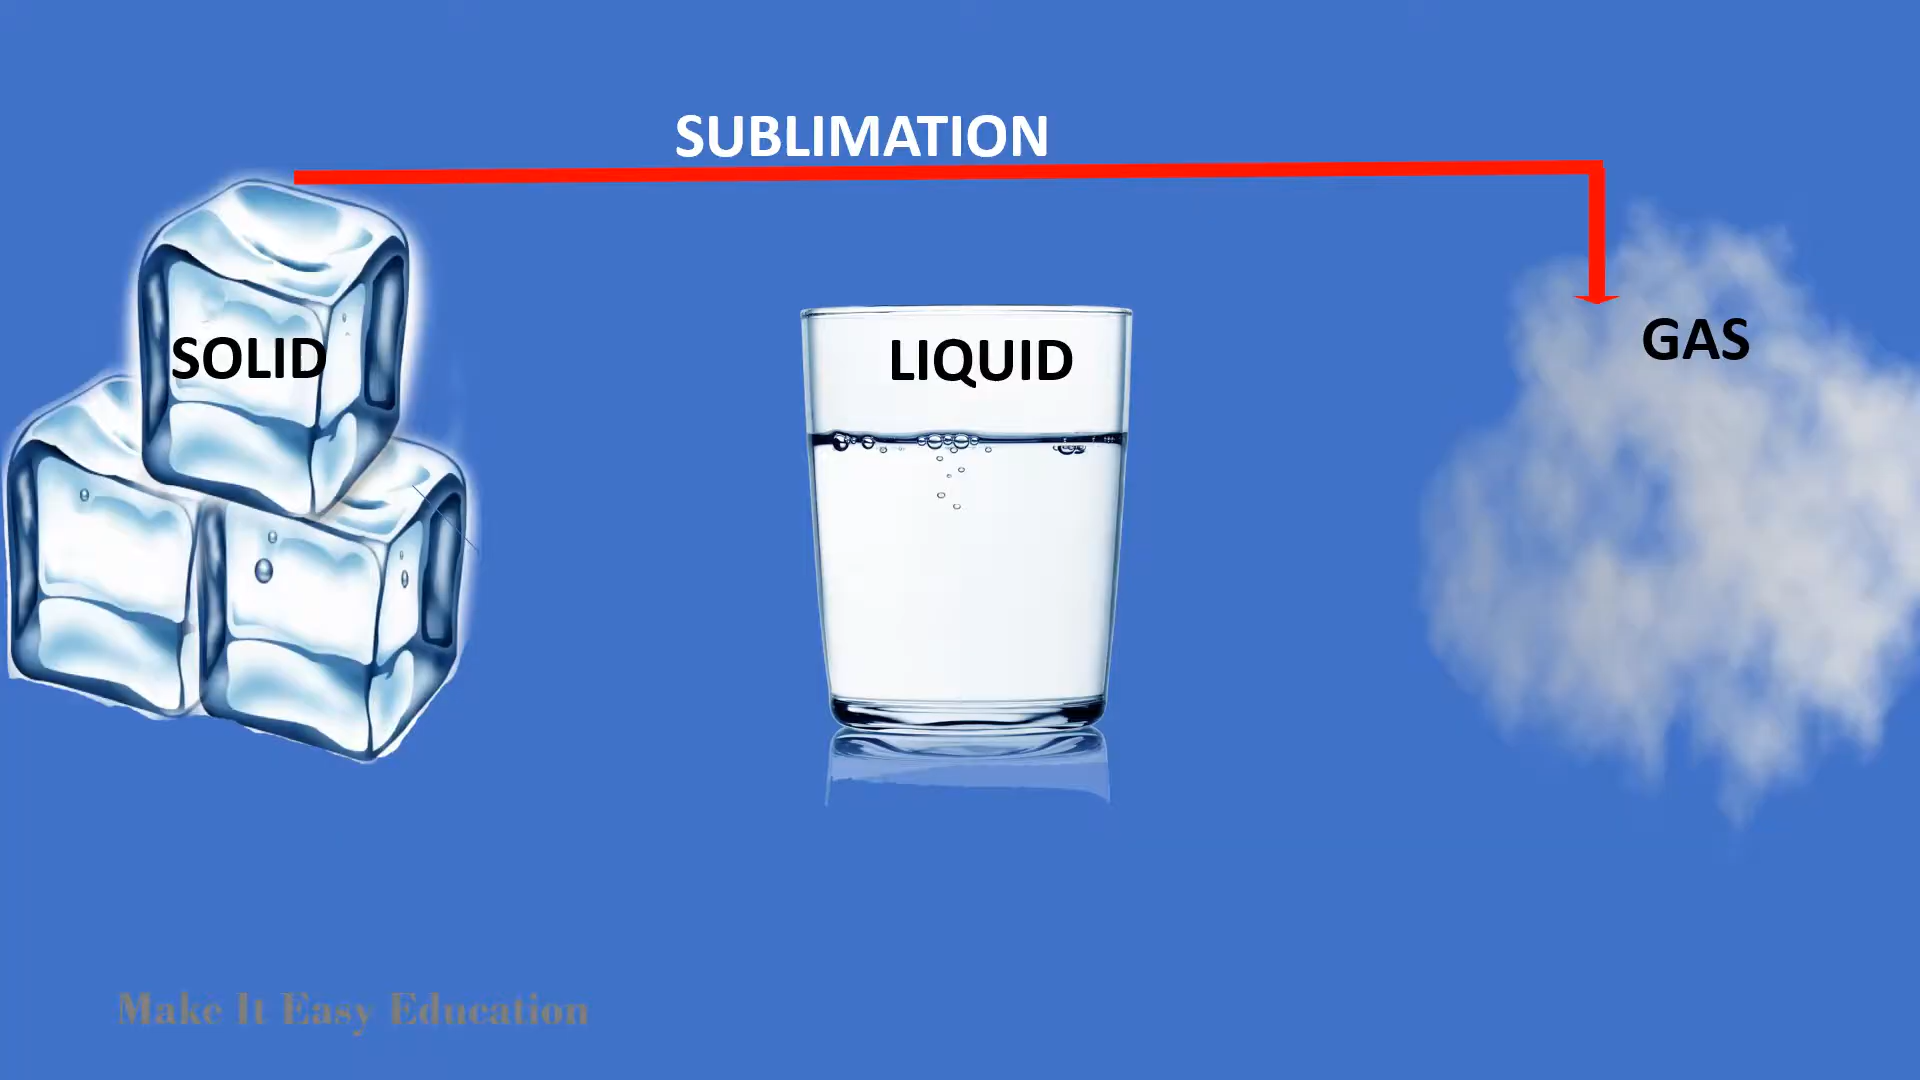 SUBLIMATION
SOLID
LIQUID
GAS
Make It Easy Education